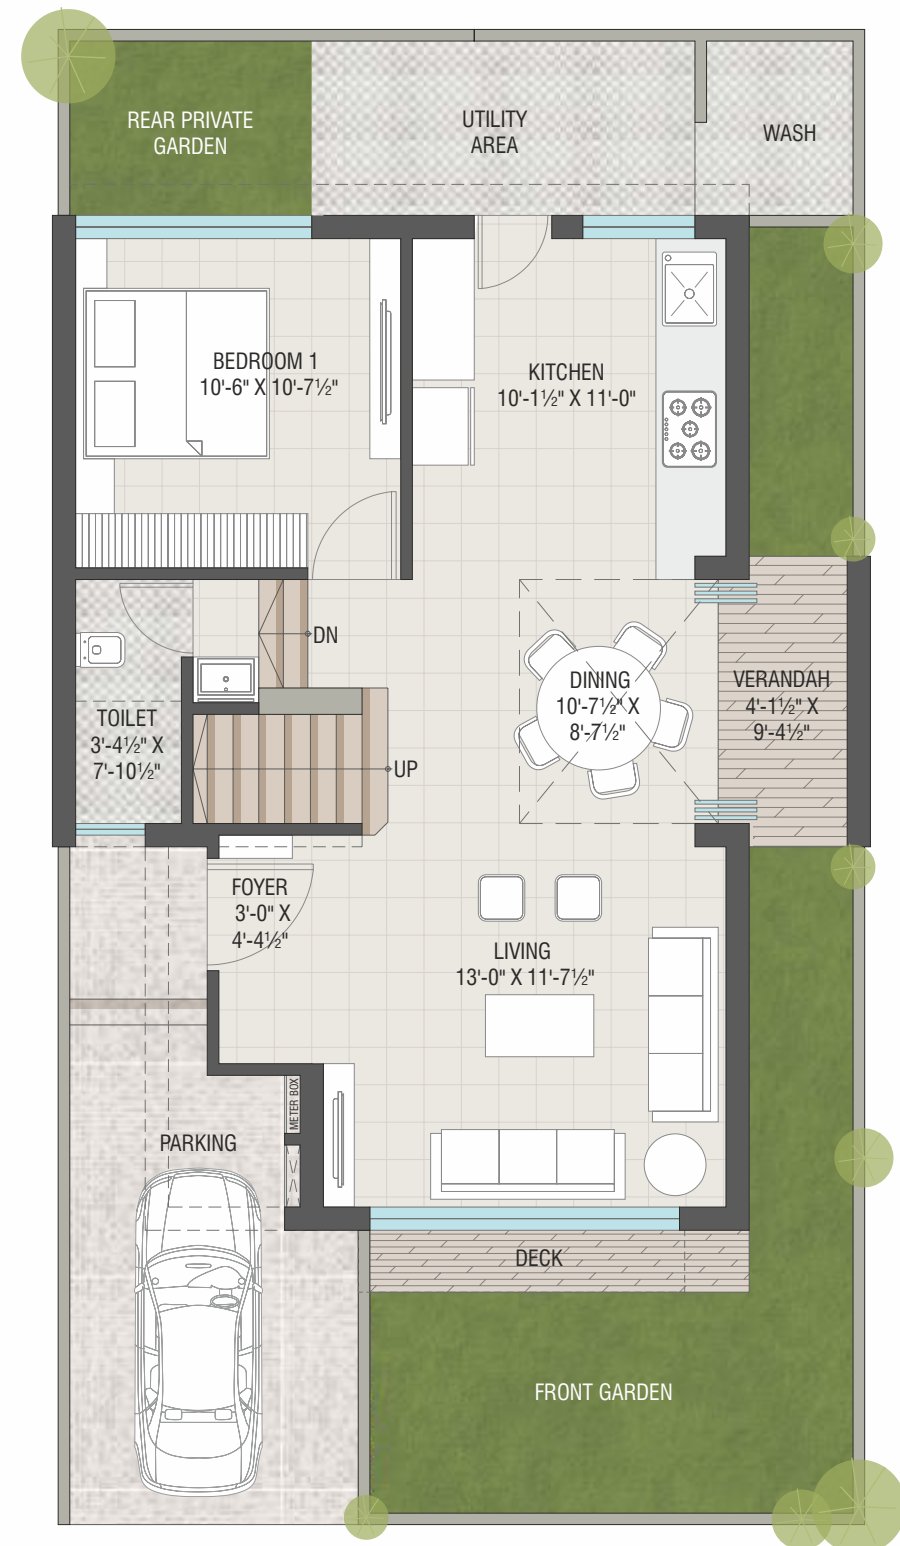 REAR PRIVATE
GARDEN
UTILITY
AREA
WASH
BEDROOM 1
10'-6" X 10'-7½"
KITCHEN
10'-1½" X 11'-0"
DN
DINING
10'-7½" X
8'-7½"
VERANDAH
4'-1½" X
9'-4½"
TOILET
3'-4½" X
7'-10½"
UP
FOYER
3'-0" X
4'-4½"
LIVING
13'-0" X 11'-7½"
METER BOX
PARKING
DECK
FRONT GARDEN